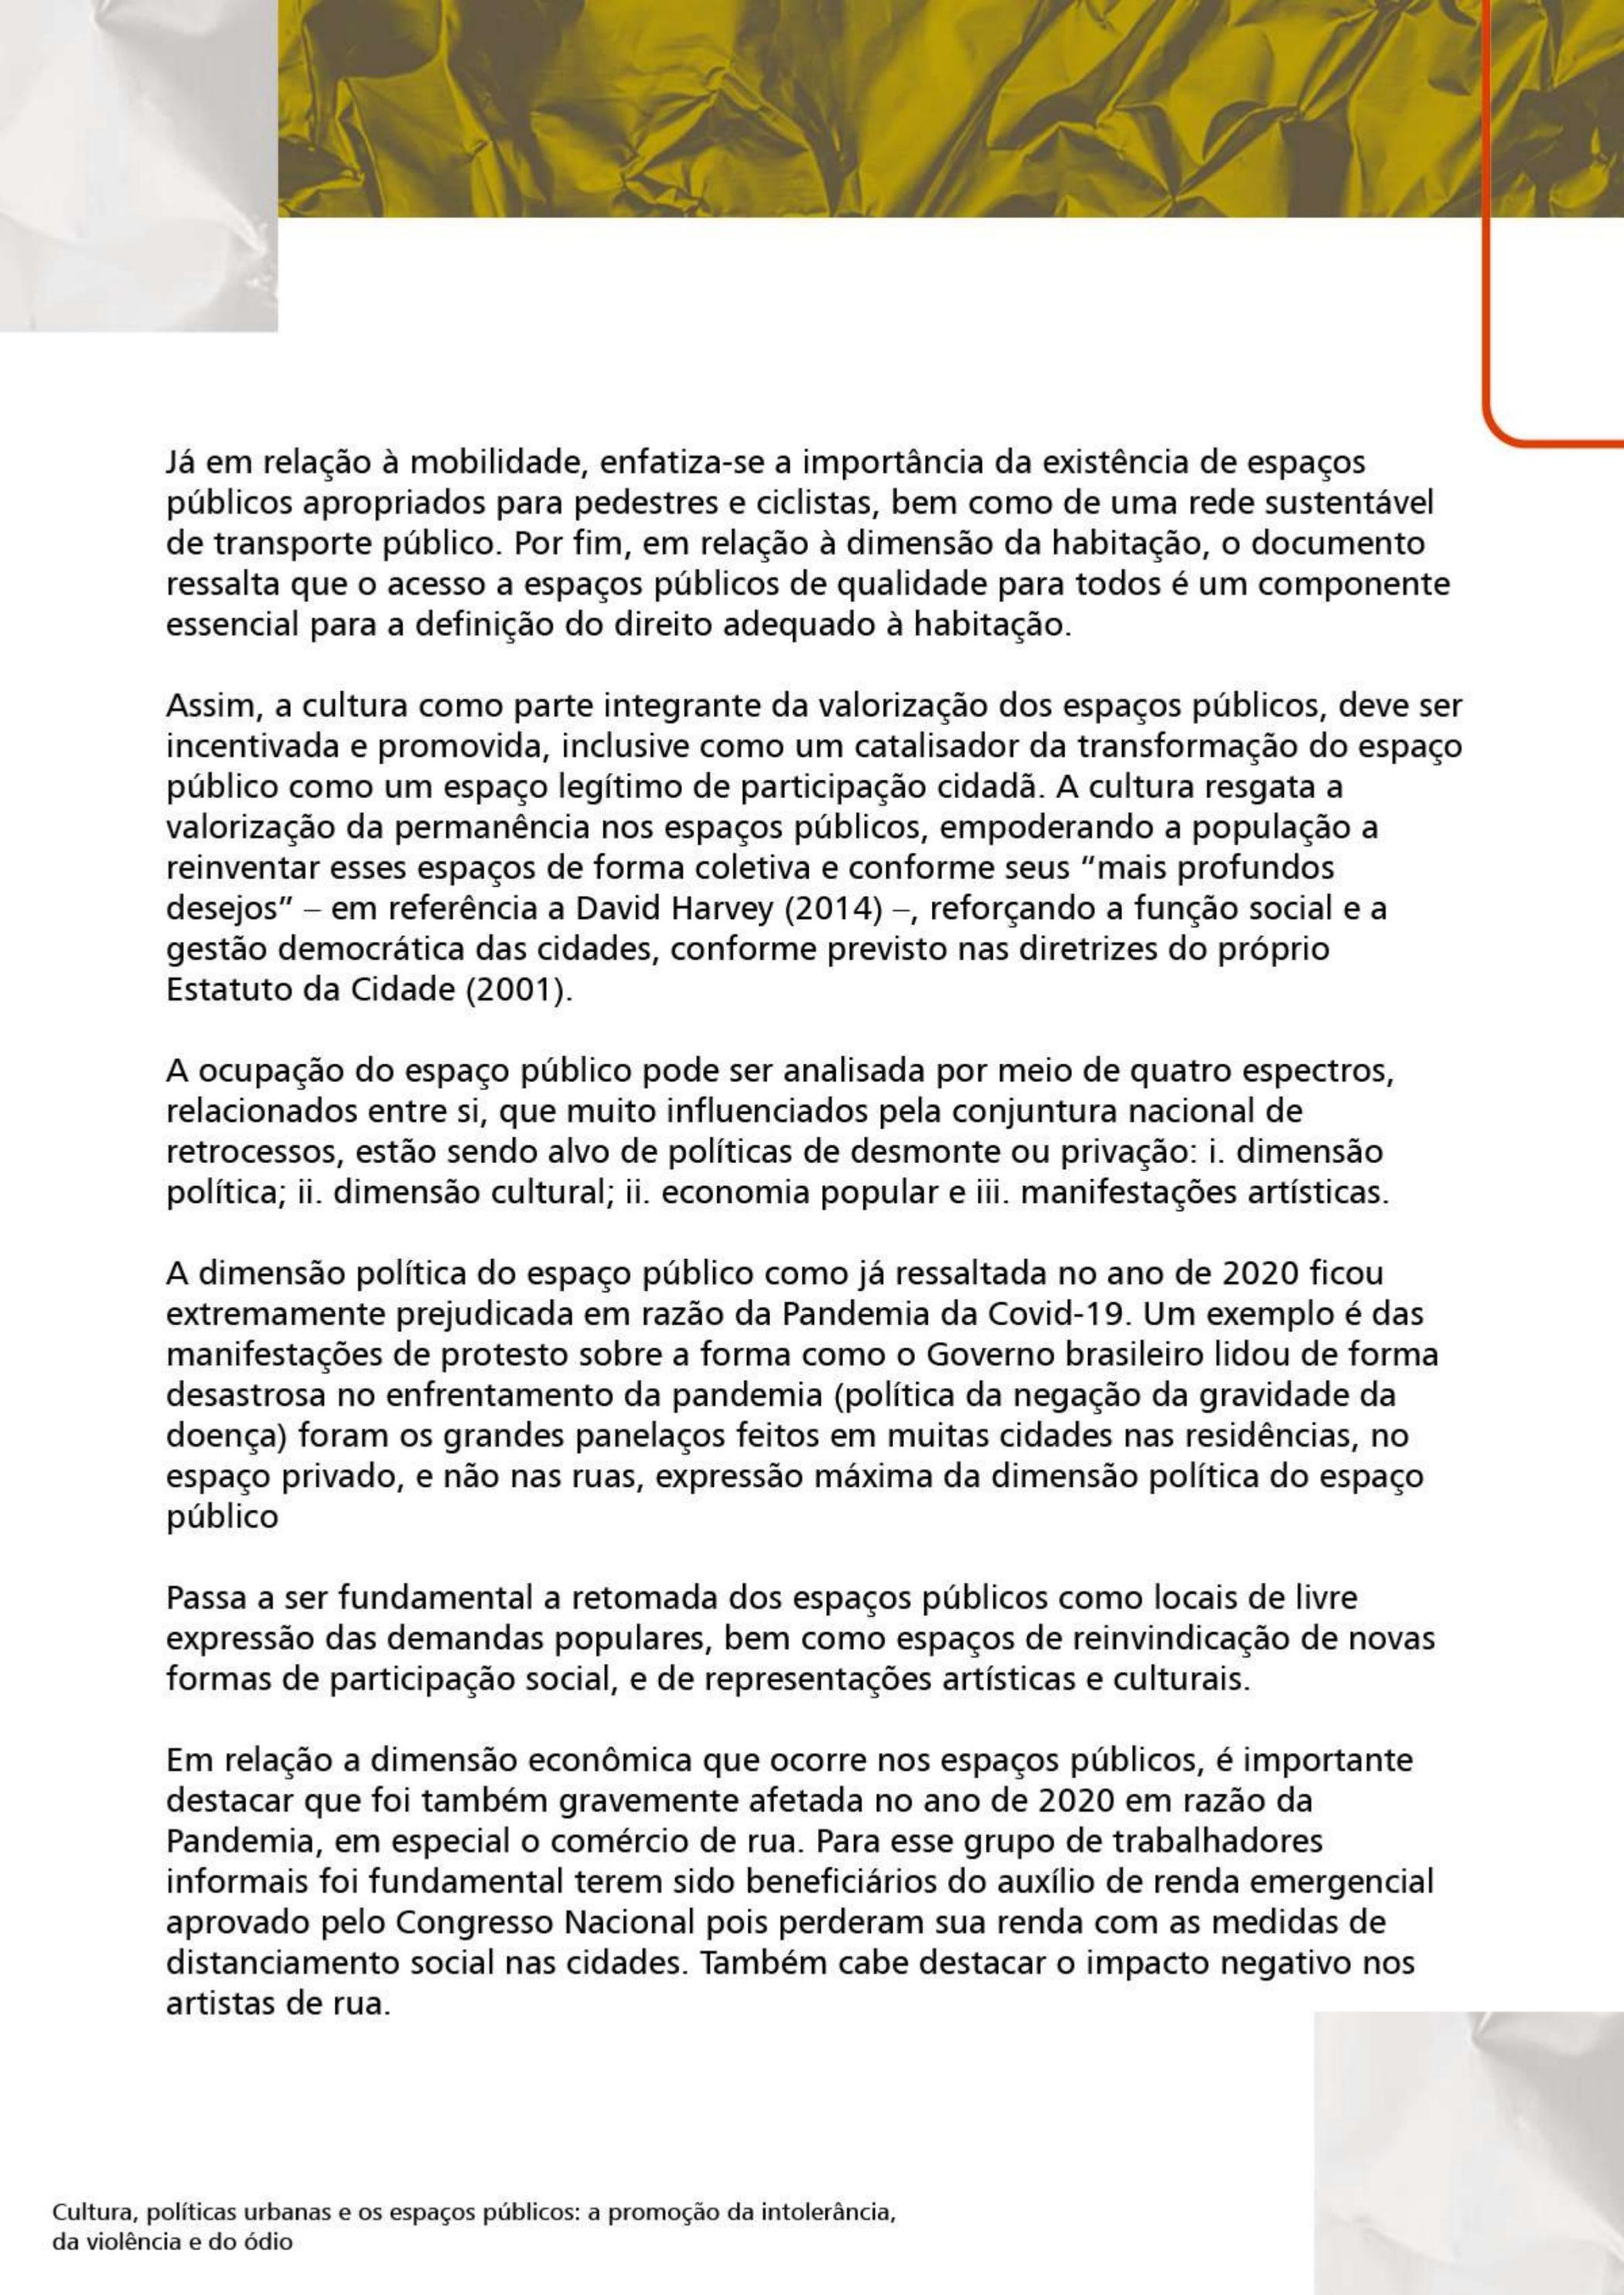 Já em relação à mobilidade, enfatiza-se a importância da existência de espaços
públicos apropriados para pedestres e ciclistas, bem como de uma rede sustentável
de transporte público. Por fim, em relação à dimensão da habitação, o documento
ressalta que o acesso a espaços públicos de qualidade para todos é um componente
essencial para a definição do direito adequado à habitação.
Assim, a cultura como parte integrante da valorização dos espaços públicos, deve ser
incentivada e promovida, inclusive como um catalisador da transformação do espaço
público como um espaço legítimo de participação cidadã. A cultura resgata a
valorização da permanência nos espaços públicos, empoderando a população a
reinventar esses espaços de forma coletiva e conforme seus “mais profundos
desejos” – em referência a David Harvey (2014) –, reforçando a função social e a
gestão democrática das cidades, conforme previsto nas diretrizes do próprio
Estatuto da Cidade (2001).
A ocupação do espaço público pode ser analisada por meio de quatro espectros,
relacionados entre si, que muito influenciados pela conjuntura nacional de
retrocessos, estão sendo alvo de políticas de desmonte ou privação: i. dimensão
política; ii. dimensão cultural; ii. economia popular e iii. manifestações artísticas.
A dimensão política do espaço público como já ressaltada no ano de 2020 ficou
extremamente prejudicada em razão da Pandemia da Covid-19. Um exemplo é das
manifestações de protesto sobre a forma como o Governo brasileiro lidou de forma
desastrosa no enfrentamento da pandemia (política da negação da gravidade da
doença) foram os grandes panelaços feitos em muitas cidades nas residências, no
espaço privado, e não nas ruas, expressão máxima da dimensão política do espaço
público
Passa a ser fundamental a retomada dos espaços públicos como locais de livre
expressão das demandas populares, bem como espaços de reinvindicação de novas
formas de participação social, e de representações artísticas e culturais.
Em relação a dimensão econômica que ocorre nos espaços públicos, é importante
destacar que foi também gravemente afetada no ano de 2020 em razão da
Pandemia, em especial o comércio de rua. Para esse grupo de trabalhadores
informais foi fundamental terem sido beneficiários do auxílio de renda emergencial
aprovado pelo Congresso Nacional pois perderam sua renda com as medidas de
distanciamento social nas cidades. Também cabe destacar o impacto negativo nos
artistas de rua.
Cultura, políticas urbanas e os espaços públicos: a promoção da intolerância,
da violência e do ódio